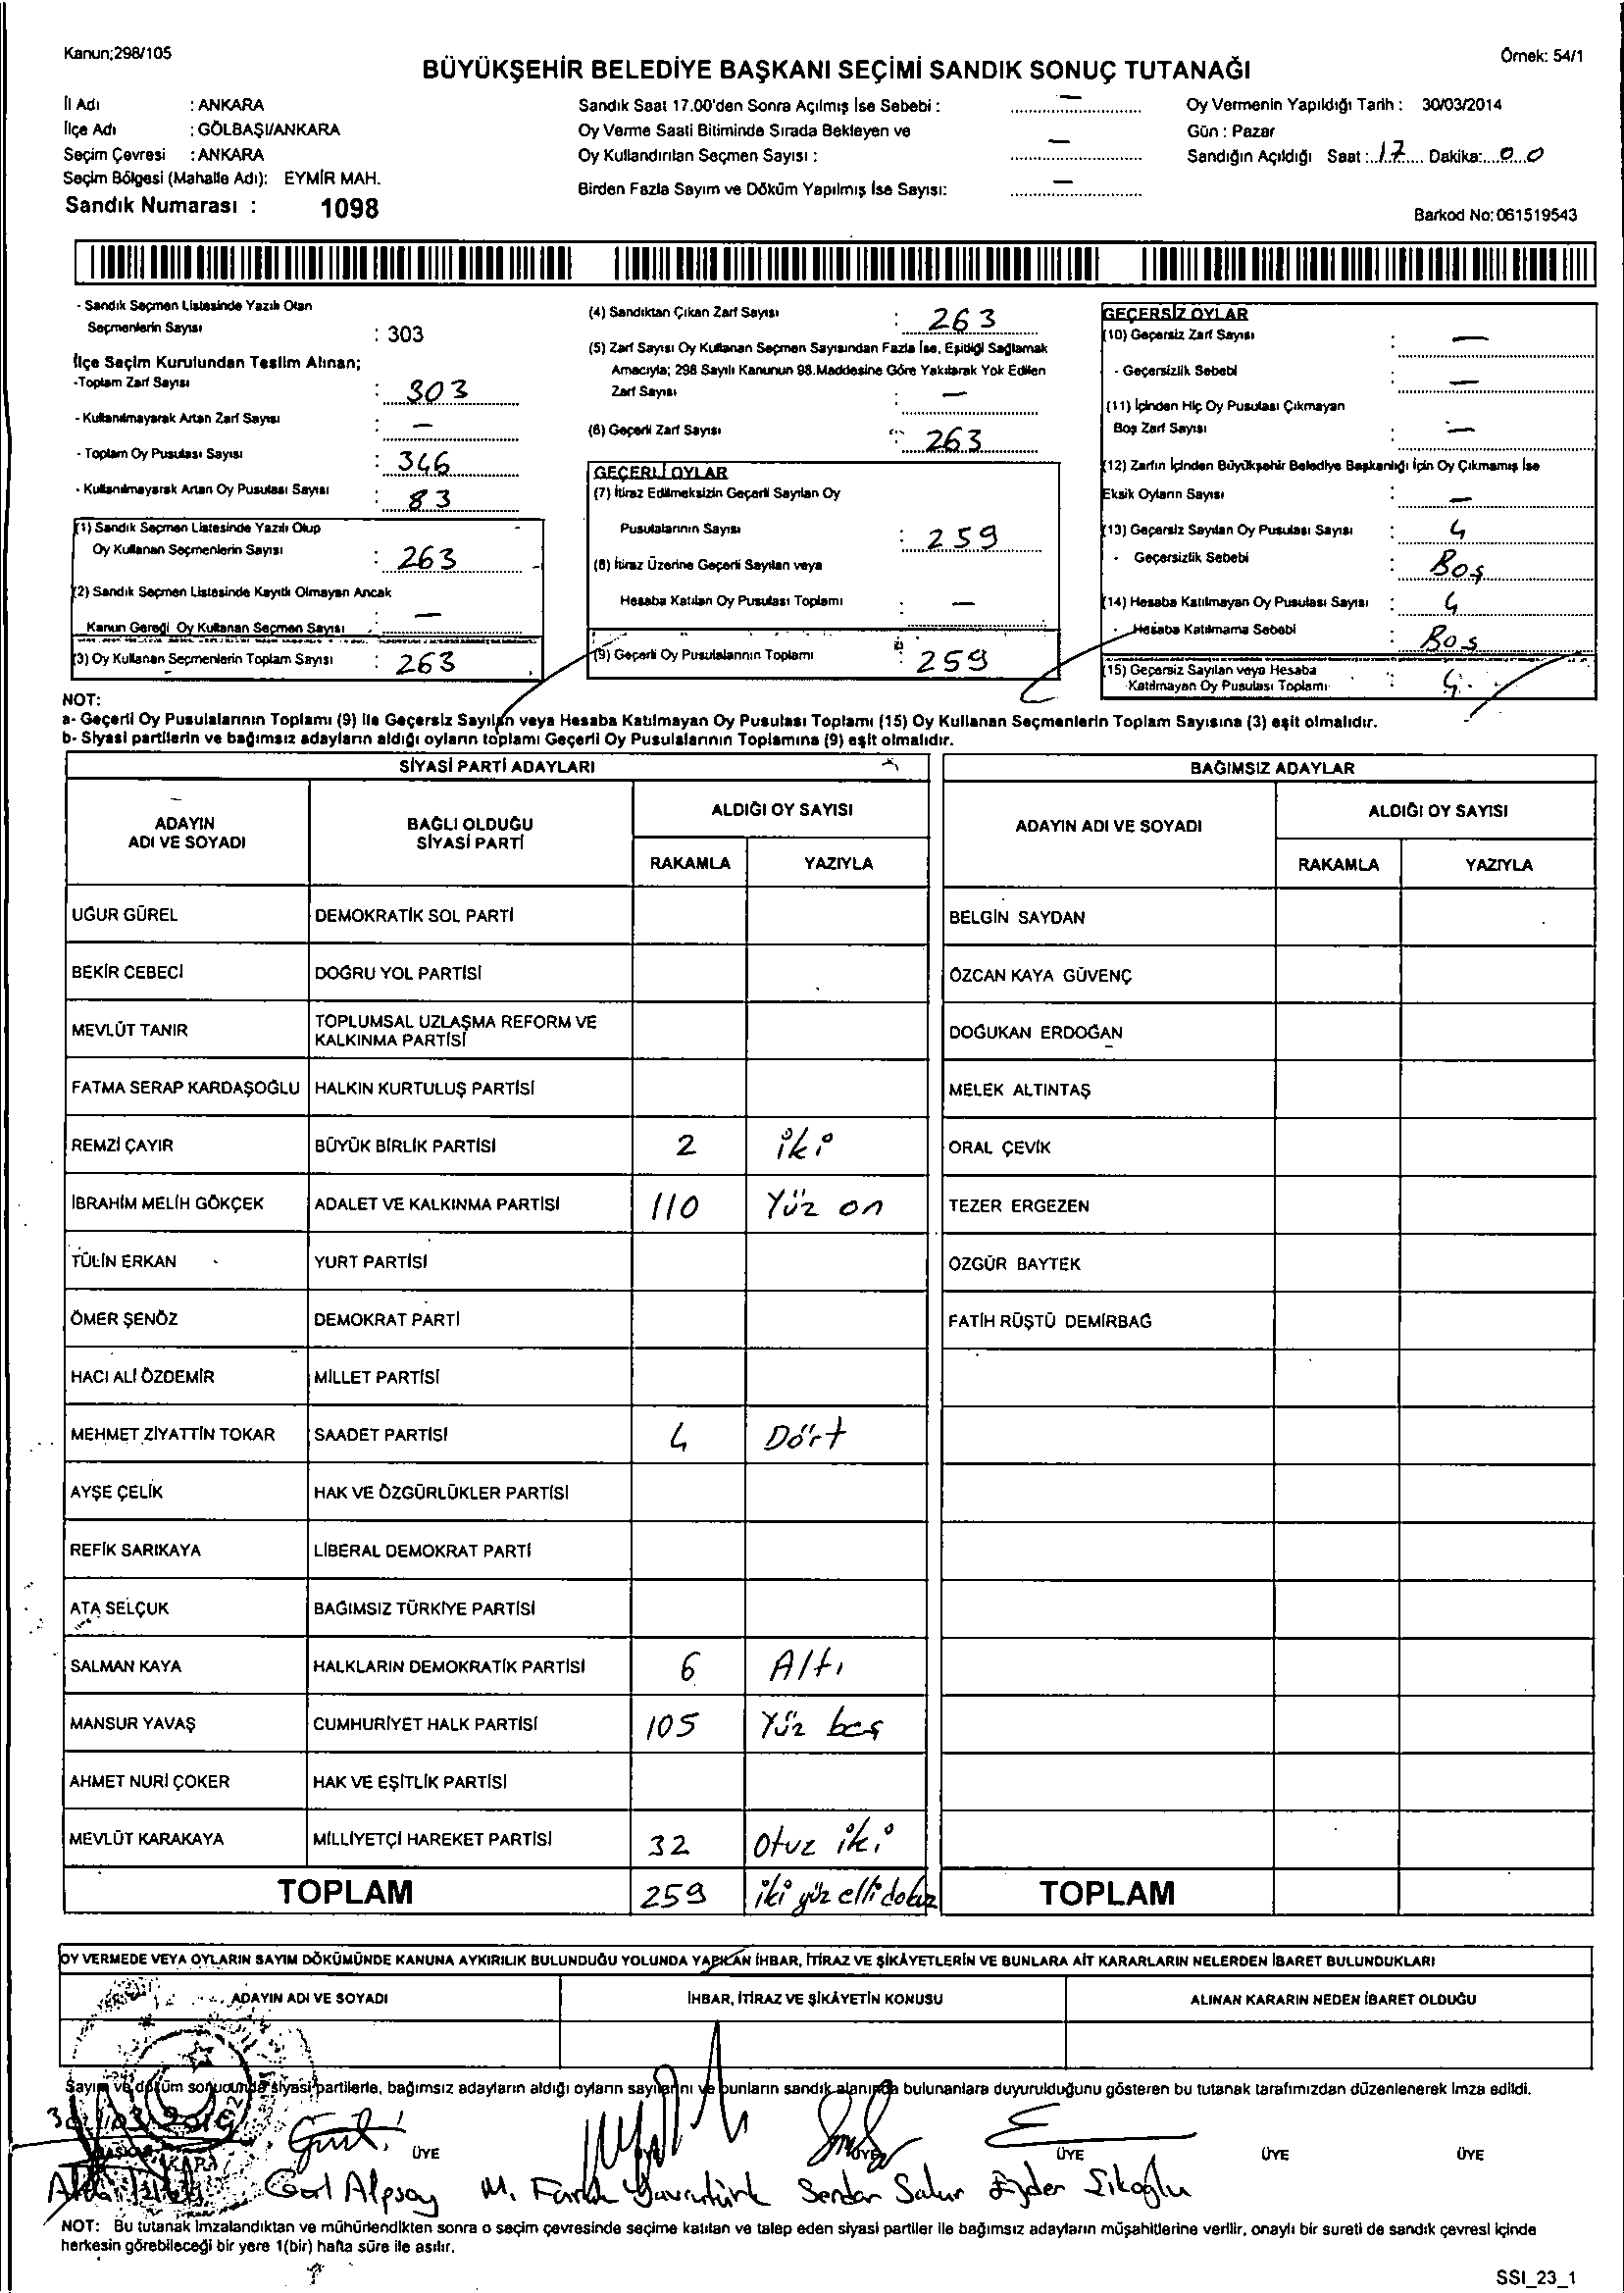 Kanun;298/105
Örnek: 54/1
BÜYÜKŞEHİR BELEDİYE BAŞKANI SEÇİMİ SANDIK SONUÇ TUTANAĞI
İl Adı : ANKARA
İlçe Adı : GÖLBAŞI/ANKARA
Seçim Çevresi : ANKARA
Seçim Bölgesi (Mahalle Adı): EYMİR MAH.
Sandık Numarası : 1098
Sandık Saat 17.00'den Sonra Açılmış İse Sebebi : —
Oy Verme Saati Bitiminde Sırada Bekleyen ve
Oy Kullandırılan Seçmen Sayısı : —
Birden Fazla Sayım ve Döküm Yapılmış İse Sayısı: —
Oy Vermenin Yapıldığı Tarih : 30/03/2014
Gün : Pazar
Sandığın Açıldığı Saat : 17 Dakika: 00
Barkod No: 061519543
- Sandık Seçmen Listesinde Yazılı Olan
Seçmenlerin Sayısı : 303
İlçe Seçim Kurulundan Teslim Alınan;
-Toplam Zarf Sayısı : 303
- Kullanılmayarak Artan Zarf Sayısı : —
- Toplam Oy Pusulası Sayısı : 346
- Kullanılmayarak Artan Oy Pusulası Sayısı : 83
(1) Sandık Seçmen Listesinde Yazılı Olup
Oy Kullanan Seçmenlerin Sayısı : 263
(2) Sandık Seçmen Listesinde Kayıtlı Olmayan Ancak
Kanun Gereği Oy Kullanan Seçmen Sayısı : —
(3) Oy Kullanan Seçmenlerin Toplam Sayısı : 263
(4) Sandıktan Çıkan Zarf Sayısı : 263
(5) Zarf Sayısı Oy Kullanan Seçmen Sayısından Fazla İse, Eşitliği Sağlamak
Amacıyla; 298 Sayılı Kanunun 98.Maddesine Göre Yakılarak Yok Edilen
Zarf Sayısı : —
(6) Geçerli Zarf Sayısı : 263
GEÇERLİ OYLAR
(7) İtiraz Edilmeksizin Geçerli Sayılan Oy
Pusulalarının Sayısı : 259
(8) İtiraz Üzerine Geçerli Sayılan veya
Hesaba Katılan Oy Pusulası Toplamı : —
(9) Geçerli Oy Pusulalarının Toplamı : 259
GEÇERSİZ OYLAR
(10) Geçersiz Zarf Sayısı : —
- Geçersizlik Sebebi : —
(11) İçinden Hiç Oy Pusulası Çıkmayan
Boş Zarf Sayısı : —
(12) Zarfın İçinden Büyükşehir Belediye Başkanlığı İçin Oy Çıkmamış İse
Eksik Oyların Sayısı : —
(13) Geçersiz Sayılan Oy Pusulası Sayısı : 4
- Geçersizlik Sebebi : Boş
(14) Hesaba Katılmayan Oy Pusulası Sayısı : 4
- Hesaba Katılmama Sebebi : Boş
(15) Geçersiz Sayılan veya Hesaba
Katılmayan Oy Pusulası Toplamı : 4
NOT:
a- Geçerli Oy Pusulalarının Toplamı (9) ile Geçersiz Sayılan veya Hesaba Katılmayan Oy Pusulası Toplamı (15) Oy Kullanan Seçmenlerin Toplam Sayısına (3) eşit olmalıdır.
b- Siyasi partilerin ve bağımsız adayların aldığı oyların toplamı Geçerli Oy Pusulalarının Toplamına (9) eşit olmalıdır.
SİYASİ PARTİ ADAYLARI
ADAYIN
ADI VE SOYADI
BAĞLI OLDUĞU
SİYASİ PARTİ
ALDIĞI OY SAYISI
RAKAMLA YAZIYLA
UĞUR GÜREL DEMOKRATİK SOL PARTİ
BEKİR CEBECİ DOĞRU YOL PARTİSİ
MEVLÜT TANIR TOPLUMSAL UZLAŞMA REFORM VE
KALKINMA PARTİSİ
FATMA SERAP KARDAŞOĞLU HALKIN KURTULUŞ PARTİSİ
REMZİ ÇAYIR BÜYÜK BİRLİK PARTİSİ 2 iki
İBRAHİM MELİH GÖKÇEK ADALET VE KALKINMA PARTİSİ 110 Yüz on
TÜLİN ERKAN YURT PARTİSİ
ÖMER ŞENÖZ DEMOKRAT PARTİ
HACI ALİ ÖZDEMİR MİLLET PARTİSİ
MEHMET ZİYATTİN TOKAR SAADET PARTİSİ 4 Dört
AYŞE ÇELİK HAK VE ÖZGÜRLÜKLER PARTİSİ
REFİK SARIKAYA LİBERAL DEMOKRAT PARTİ
ATA SELÇUK BAĞIMSIZ TÜRKİYE PARTİSİ
SALMAN KAYA HALKLARIN DEMOKRATİK PARTİSİ 6 Altı
MANSUR YAVAŞ CUMHURİYET HALK PARTİSİ 105 Yüz beş
AHMET NURİ ÇOKER HAK VE EŞİTLİK PARTİSİ
MEVLÜT KARAKAYA MİLLİYETÇİ HAREKET PARTİSİ 32 Otuz iki
TOPLAM 259 iki yüz elli dokuz
BAĞIMSIZ ADAYLAR
ADAYIN ADI VE SOYADI
ALDIĞI OY SAYISI
RAKAMLA YAZIYLA
BELGİN SAYDAN
ÖZCAN KAYA GÜVENÇ
DOĞUKAN ERDOĞAN
MELEK ALTINTAŞ
ORAL ÇEVİK
TEZER ERGEZEN
ÖZGÜR BAYTEK
FATİH RÜŞTÜ DEMİRBAĞ
TOPLAM
OY VERMEDE VEYA OYLARIN SAYIM DÖKÜMÜNDE KANUNA AYKIRILIK BULUNDUĞU YOLUNDA YAPILAN İHBAR, İTİRAZ VE ŞİKÂYETLERİN VE BUNLARA AİT KARARLARIN NELERDEN İBARET BULUNDUKLARI
ADAYIN ADI VE SOYADI İHBAR, İTİRAZ VE ŞİKÂYETİN KONUSU ALINAN KARARIN NEDEN İBARET OLDUĞU
Sayım ve döküm sonucunda siyasi partilerle, bağımsız adayların aldığı oyların sayılarını ve bunların sandık alanında bulunanlara duyurulduğunu gösteren bu tutanak tarafımızdan düzenlenerek imza edildi.
30/03/2014
BAŞKAN ÜYE ÜYE ÜYE ÜYE ÜYE
Alpsoy M. Faruk Serdar
NOT: Bu tutanak imzalandıktan ve mühürlendikten sonra o seçim çevresinde seçime katılan ve talep eden siyasi partiler ile bağımsız adayların müşahitlerine verilir, onaylı bir sureti de sandık çevresi içinde
herkesin görebileceği bir yere 1(bir) hafta süre ile asılır.
SSI_23_1